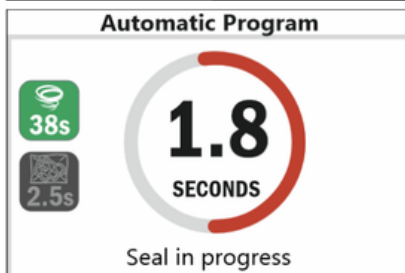 Automatic Program
38s
2.5s
1.8
SECONDS
Seal in progress